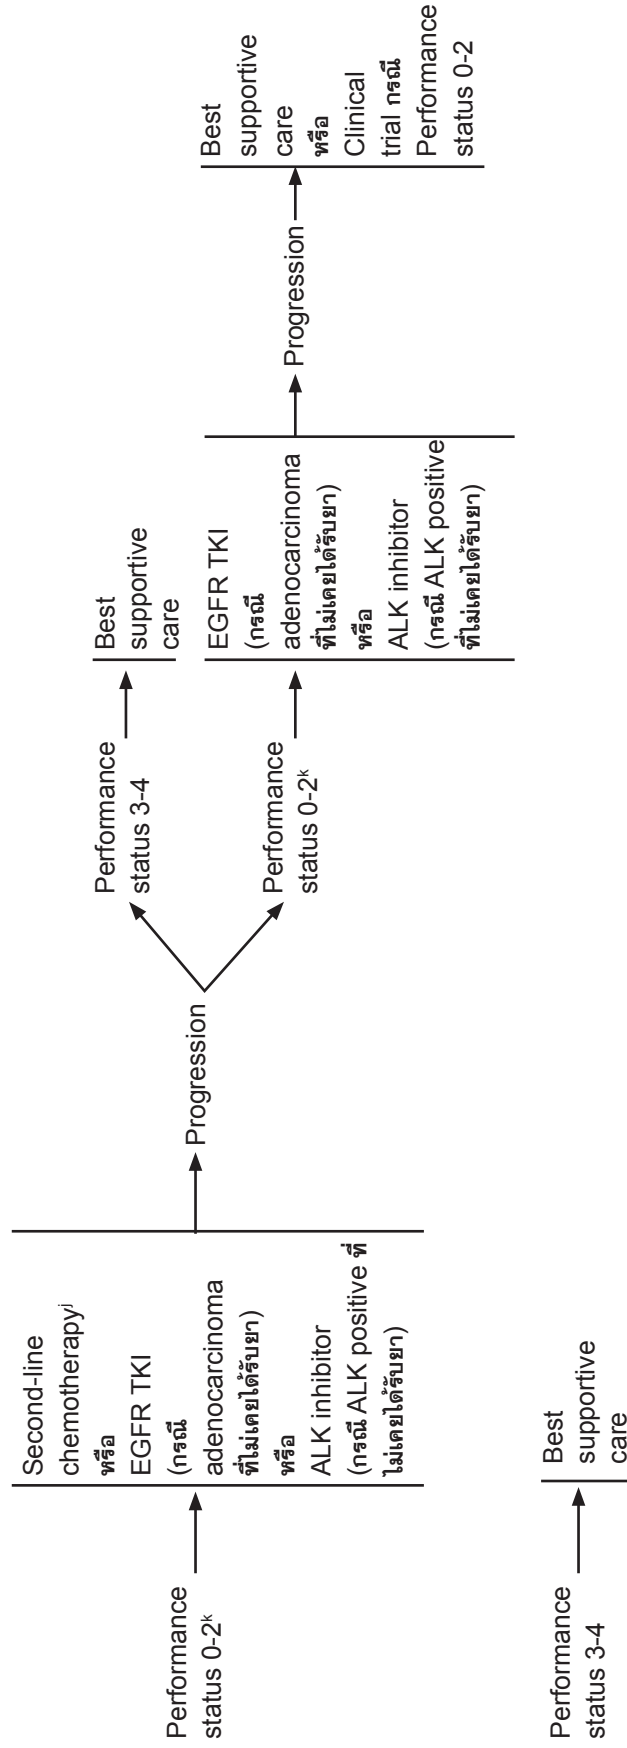 Performance
status 0-2ᵏ
Second-line
chemotherapyʲ
หรือ
EGFR TKI
(กรณี
adenocarcinoma
ที่ไม่เคยได้รับยา)
หรือ
ALK inhibitor
(กรณี ALK positive ที่
ไม่เคยได้รับยา)
Progression
Performance
status 3-4
Best
supportive
care
Performance
status 0-2ᵏ
EGFR TKI
(กรณี
adenocarcinoma
ที่ไม่เคยได้รับยา)
หรือ
ALK inhibitor
(กรณี ALK positive
ที่ไม่เคยได้รับยา)
Progression
Best
supportive
care
หรือ
Clinical
trial กรณี
Performance
status 0-2
Performance
status 3-4
Best
supportive
care